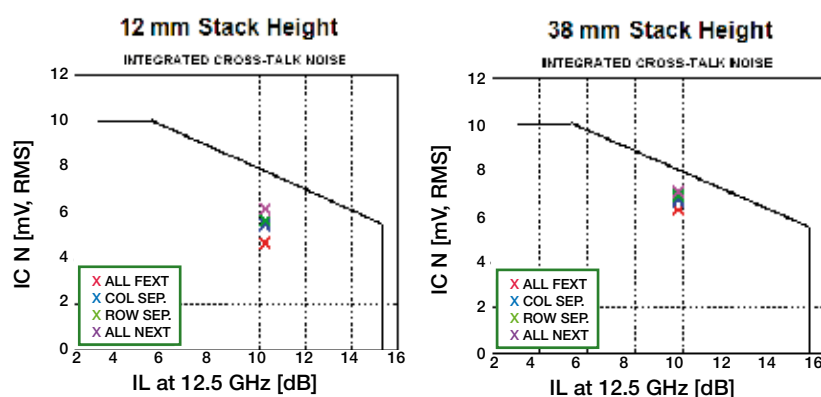 12 mm Stack Height
INTEGRATED CROSS-TALK NOISE
12
10
8
6
4
2
0
IC N [mV, RMS]
X ALL FEXT
X COL SEP.
X ROW SEP.
X ALL NEXT
2 4 6 8 10 12 14 16
IL at 12.5 GHz [dB]
38 mm Stack Height
INTEGRATED CROSS-TALK NOISE
12
10
8
6
4
2
0
IC N [mV, RMS]
X ALL FEXT
X COL SEP.
X ROW SEP.
X ALL NEXT
2 4 6 8 10 12 14 16
IL at 12.5 GHz [dB]